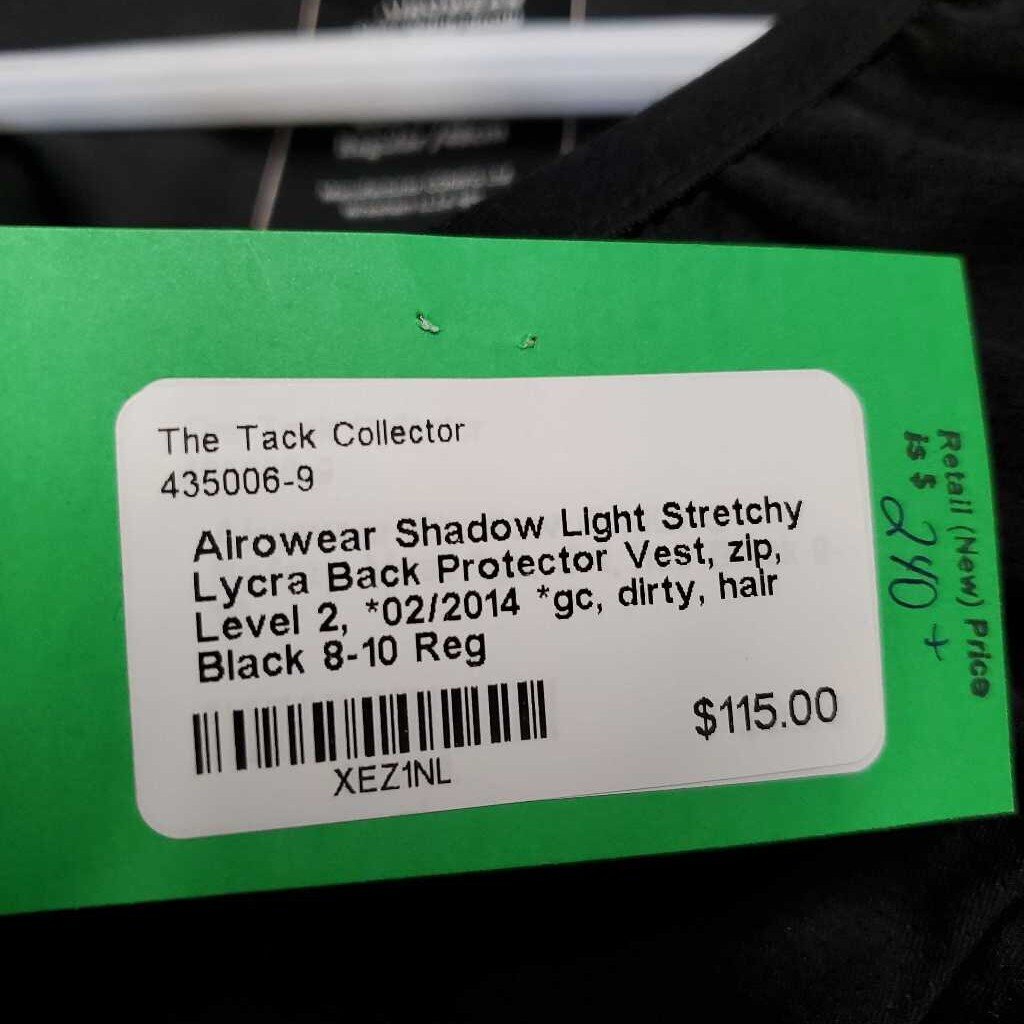 The Tack Collector
435006-9
Airowear Shadow Light Stretchy
Lycra Back Protector Vest, zip,
Level 2, *02/2014 *gc, dirty, hair
Black 8-10 Reg
XEZ1NL
$115.00
Retail (New) Price
is $ 240 +